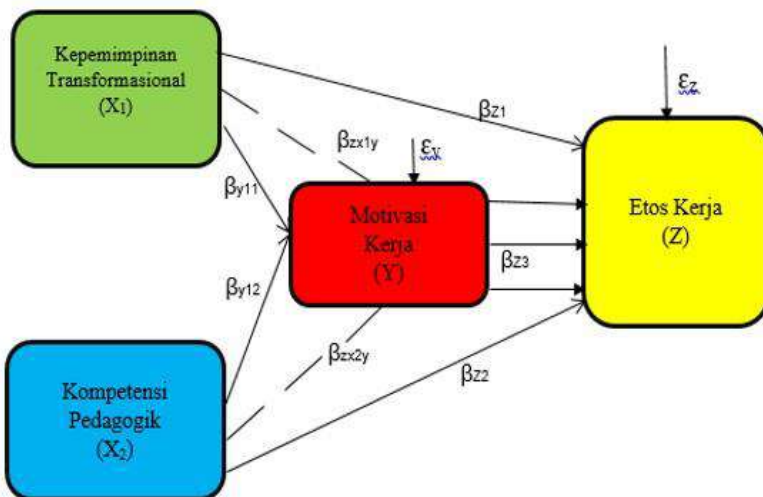 Kepemimpinan
Transformasional
(X₁)
εz
βZ1
βzx1y
εy
βy11
Motivasi
Kerja
(Y)
Etos Kerja
(Z)
βZ3
βy12
βzx2y
βZ2
Kompetensi
Pedagogik
(X₂)